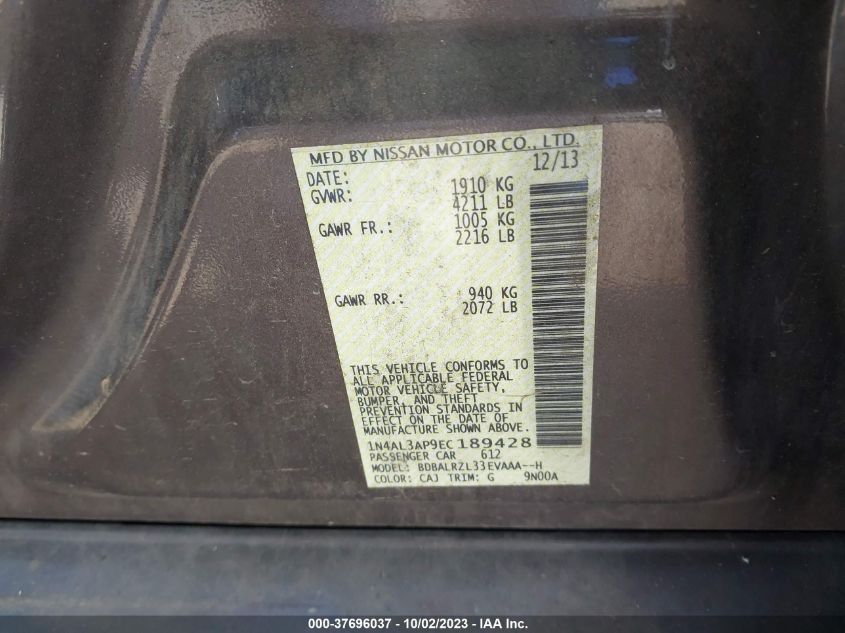 MFD BY NISSAN MOTOR CO., LTD.
DATE: 12/13
GVWR: 1910 KG
4211 LB
GAWR FR.: 1005 KG
2216 LB
GAWR RR.: 940 KG
2072 LB
THIS VEHICLE CONFORMS TO
ALL APPLICABLE FEDERAL
MOTOR VEHICLE SAFETY,
BUMPER, AND THEFT
PREVENTION STANDARDS IN
EFFECT ON THE DATE OF
MANUFACTURE SHOWN ABOVE.
1N4AL3AP9EC189428
PASSENGER CAR 612
MODEL: BDBALRZL33EVAAA--H
COLOR: CAJ TRIM: G 9N00A
000-37696037 - 10/02/2023 - IAA Inc.